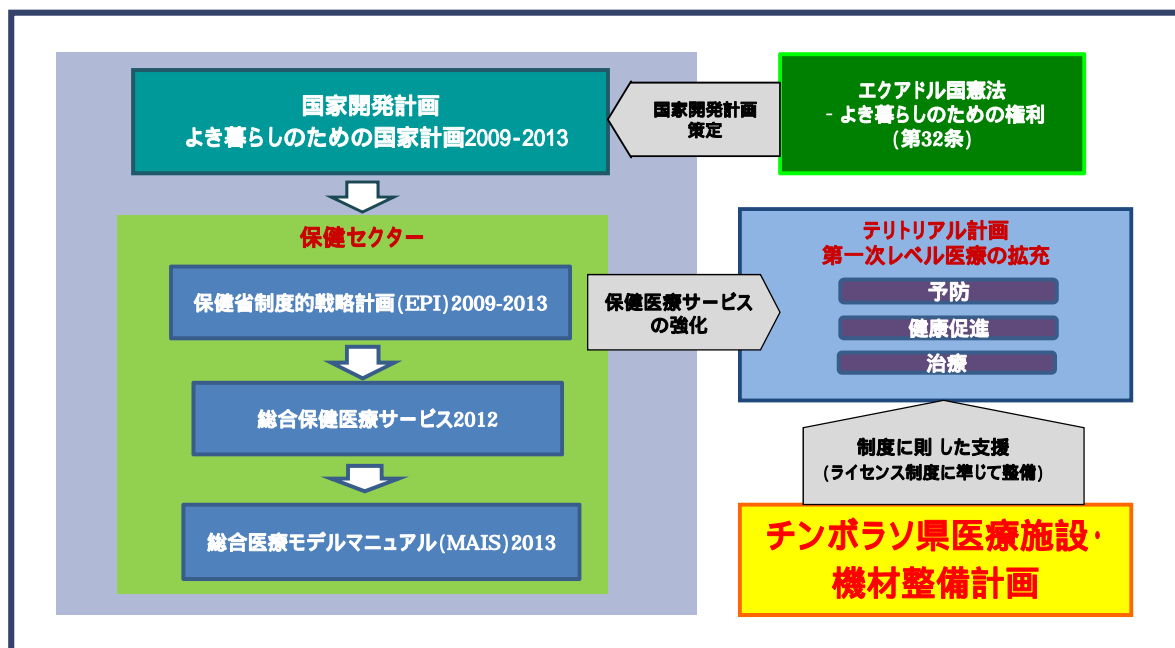 国家開発計画
よき暮らしのための国家計画2009-2013
国家開発計画
策定
エクアドル国憲法
- よき暮らしのための権利
(第32条)
保健セクター
保健省制度的戦略計画(EPI)2009-2013
総合保健医療サービス2012
総合医療モデルマニュアル(MAIS)2013
保健医療サービス
の強化
テリトリアル計画
第一次レベル医療の拡充
予防
健康促進
治療
制度に則した支援
(ライセンス制度に準じて整備)
チンボラソ県医療施設・
機材整備計画